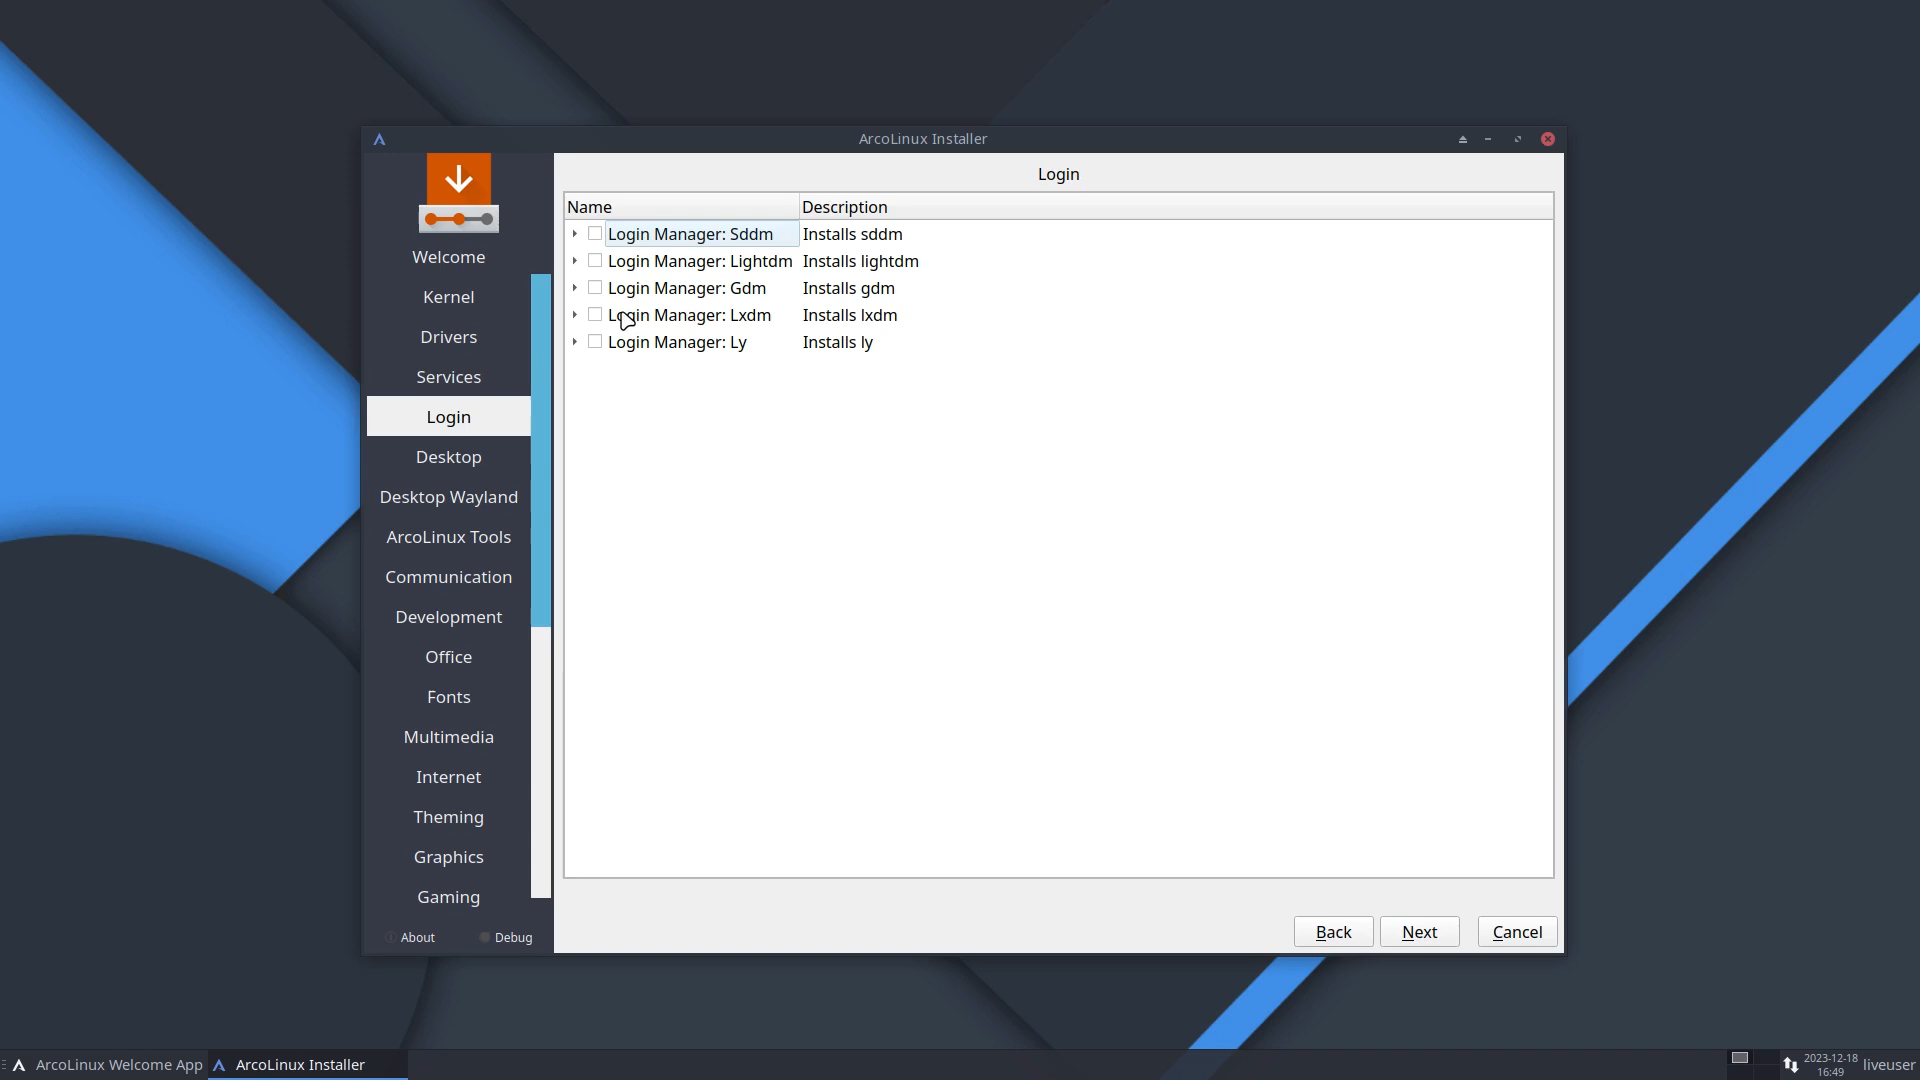 ArcoLinux Installer
Login
Name Description
Login Manager: Sddm Installs sddm
Login Manager: Lightdm Installs lightdm
Login Manager: Gdm Installs gdm
Login Manager: Lxdm Installs lxdm
Login Manager: Ly Installs ly
Welcome
Kernel
Drivers
Services
Login
Desktop
Desktop Wayland
ArcoLinux Tools
Communication
Development
Office
Fonts
Multimedia
Internet
Theming
Graphics
Gaming
About Debug
Back Next Cancel
ArcoLinux Welcome App ArcoLinux Installer
2023-12-18
16:49
liveuser